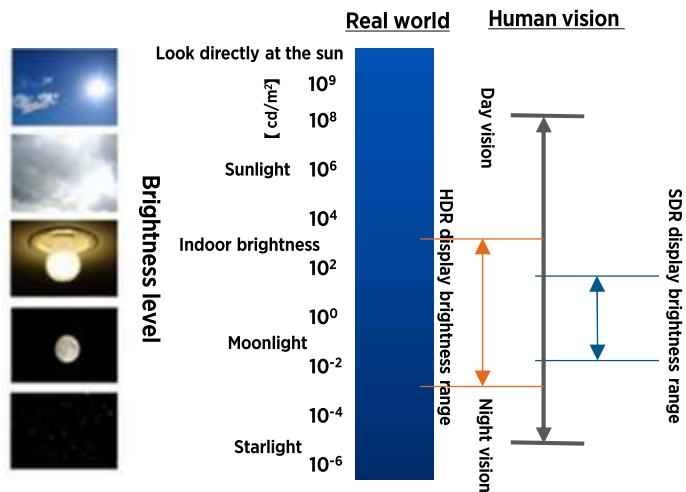 Real world
Human vision
Look directly at the sun
【 cd/m²】
10⁹
10⁸
Sunlight
10⁶
10⁴
Indoor brightness
10²
10⁰
Moonlight
10⁻²
10⁻⁴
Starlight
10⁻⁶
Brightness level
HDR display brightness range
Day vision
Night vision
SDR display brightness range